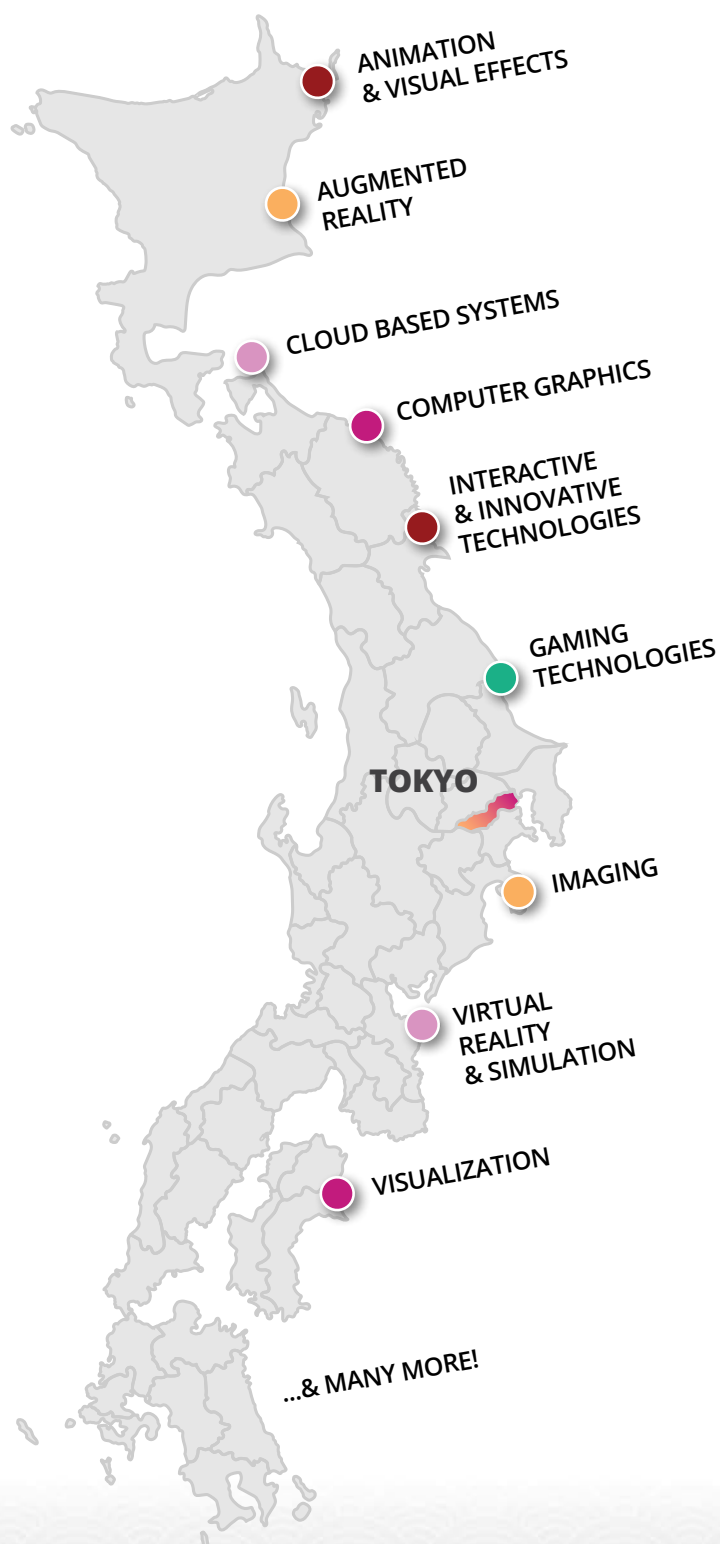 ANIMATION
& VISUAL EFFECTS
AUGMENTED
REALITY
CLOUD BASED SYSTEMS
COMPUTER GRAPHICS
INTERACTIVE
& INNOVATIVE
TECHNOLOGIES
GAMING
TECHNOLOGIES
TOKYO
IMAGING
VIRTUAL
REALITY
& SIMULATION
VISUALIZATION
...& MANY MORE!